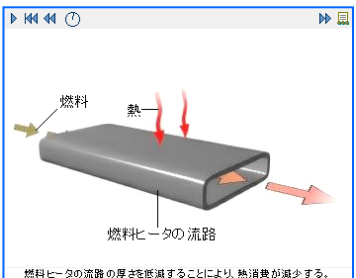 燃料
熱
燃料ヒータの流路
燃料ヒータの流路の厚さを低減することにより、熱消費が減少する。